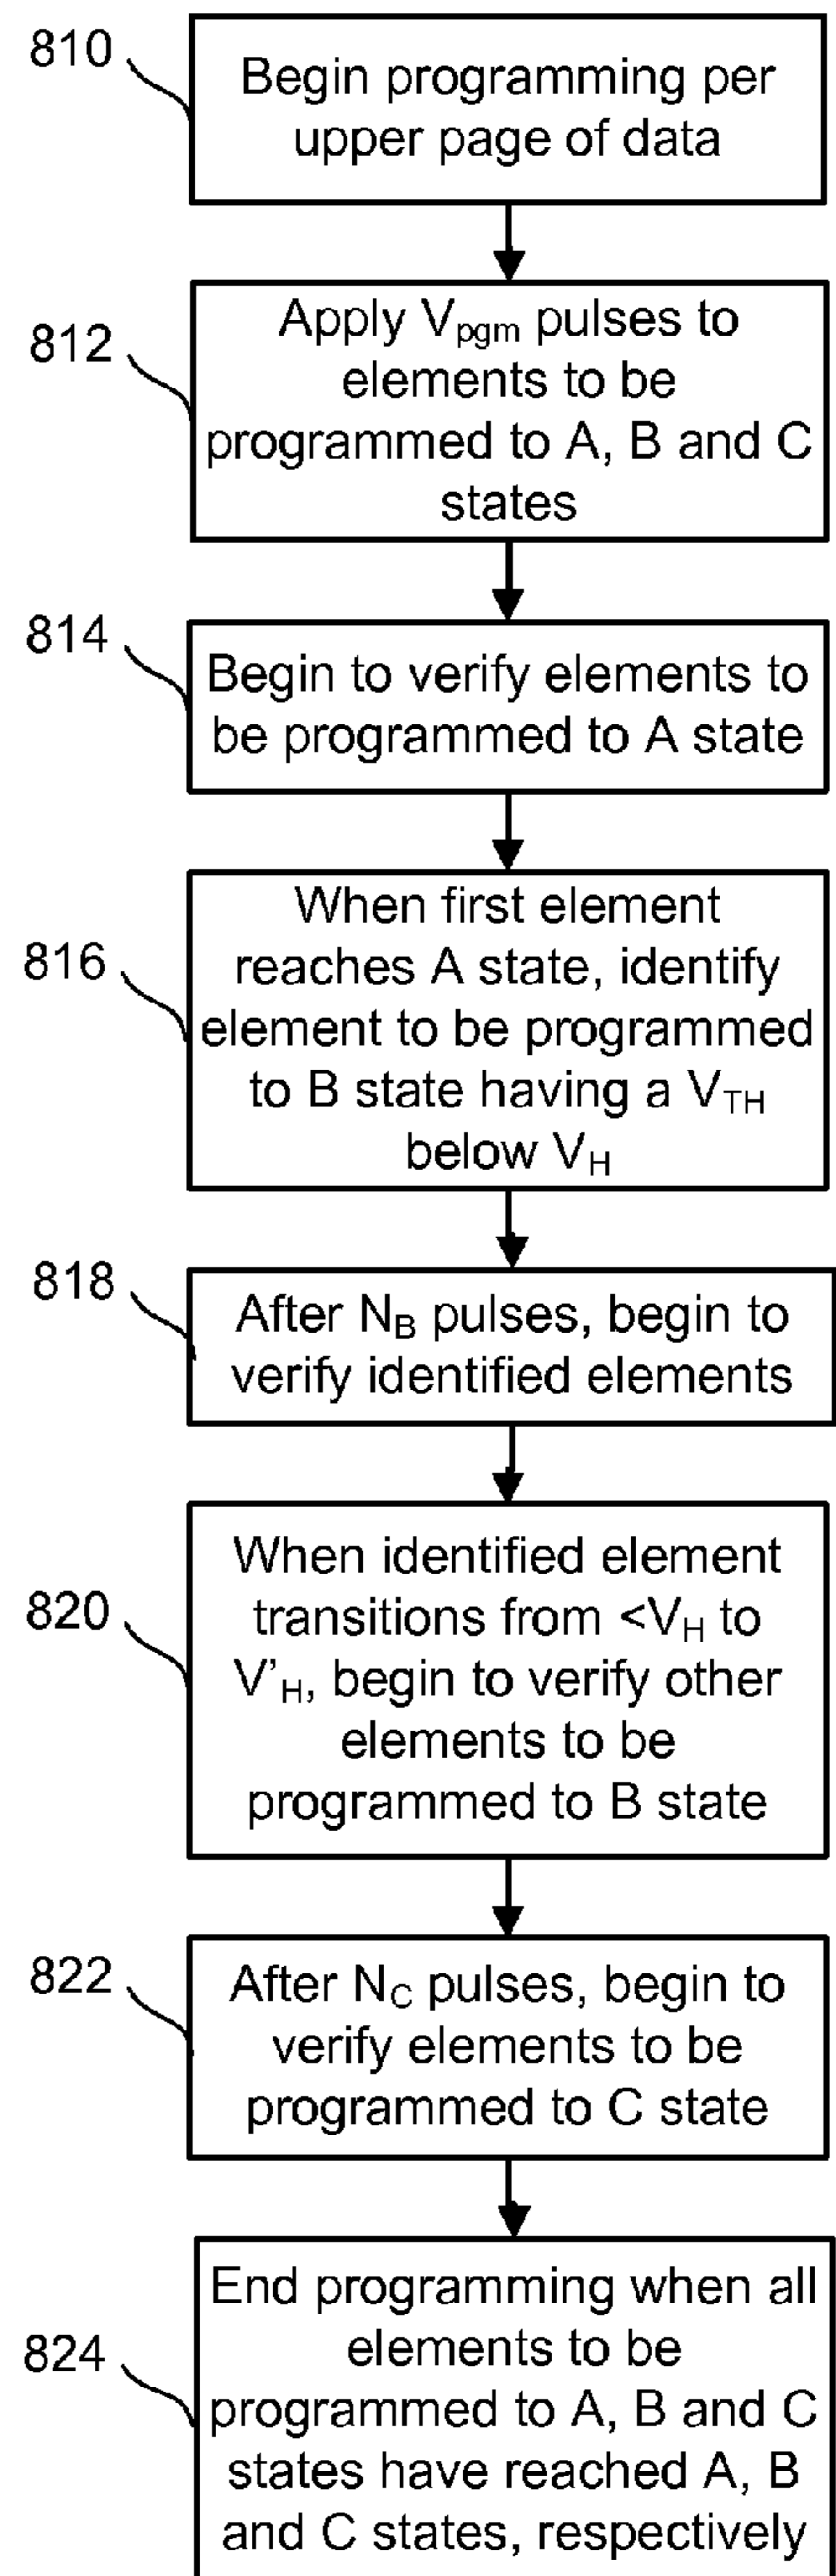 810
Begin programming per
upper page of data
812
Apply Vpgm pulses to
elements to be
programmed to A, B and C
states
814
Begin to verify elements to
be programmed to A state
816
When first element
reaches A state, identify
element to be programmed
to B state having a VTH
below VH
818
After NB pulses, begin to
verify identified elements
820
When identified element
transitions from <VH to
V’H, begin to verify other
elements to be
programmed to B state
822
After NC pulses, begin to
verify elements to be
programmed to C state
824
End programming when all
elements to be
programmed to A, B and C
states have reached A, B
and C states, respectively